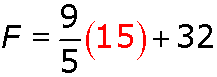 F = 9/5 (15) + 32